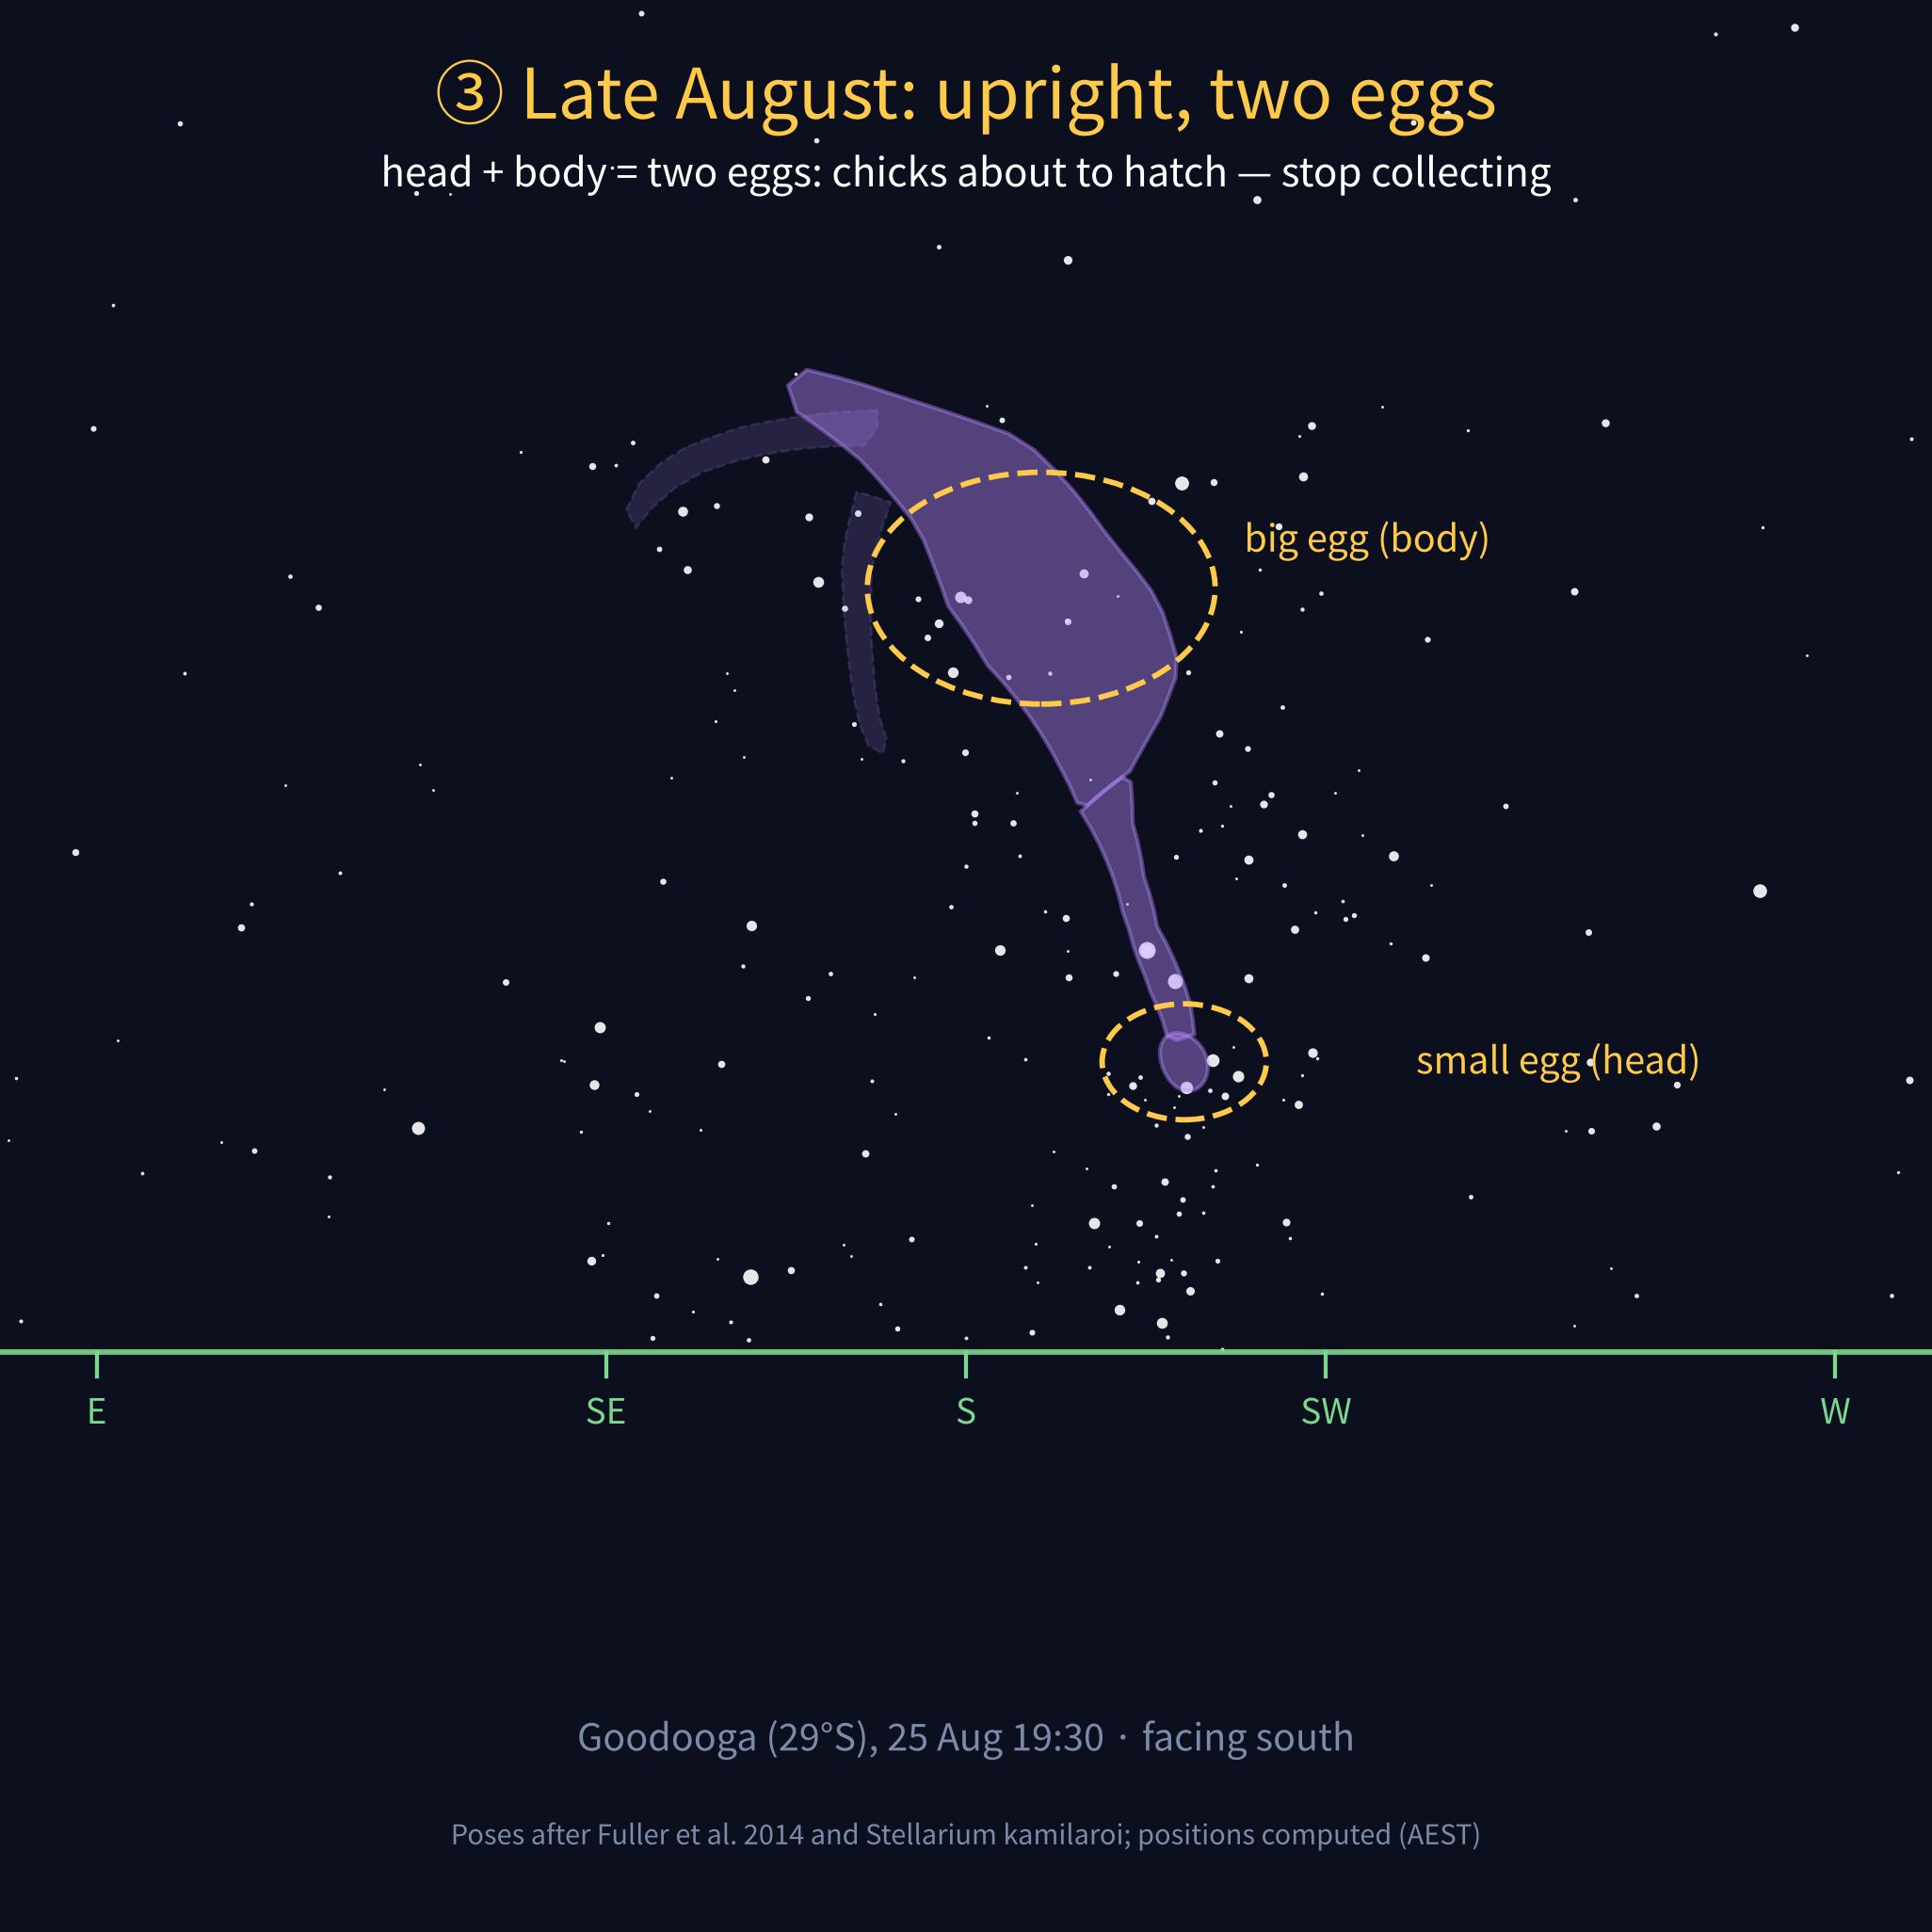 ③ Late August: upright, two eggs
head + body = two eggs: chicks about to hatch — stop collecting
big egg (body)
small egg (head)
E SE S SW W
Goodooga (29°S), 25 Aug 19:30 · facing south
Poses after Fuller et al. 2014 and Stellarium kamilaroi; positions computed (AEST)